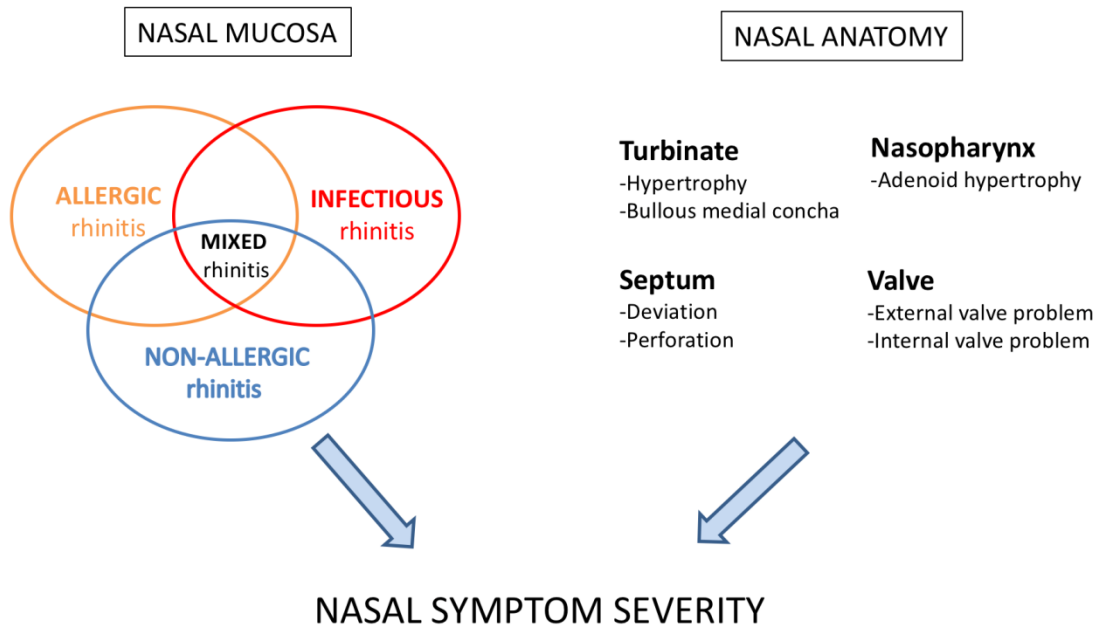 NASAL MUCOSA
ALLERGIC
rhinitis
INFECTIOUS
rhinitis
MIXED
rhinitis
NON-ALLERGIC
rhinitis
NASAL ANATOMY
Turbinate
-Hypertrophy
-Bullous medial concha
Nasopharynx
-Adenoid hypertrophy
Septum
-Deviation
-Perforation
Valve
-External valve problem
-Internal valve problem
NASAL SYMPTOM SEVERITY